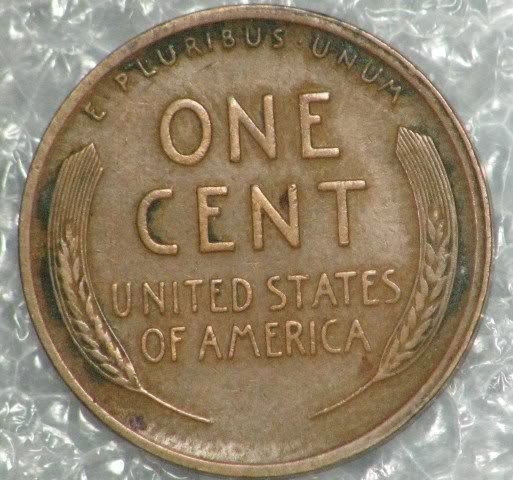 E PLURIBUS·UNUM
ONE
CENT
UNITED STATES
OF AMERICA